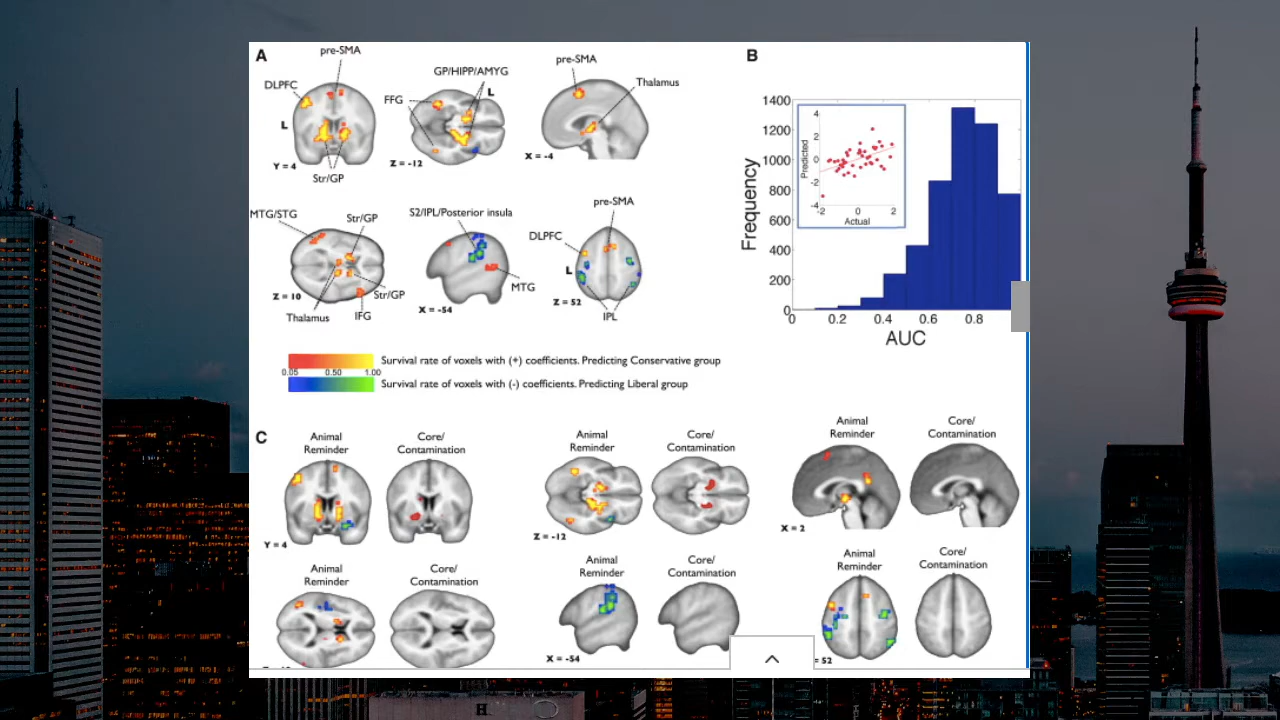 A
pre-SMA
DLPFC
L
Y = 4
Str/GP
GP/HIPP/AMYG
FFG
L
Z = -12
pre-SMA
Thalamus
X = -4
MTG/STG
Str/GP
Z = 10
Str/GP
Thalamus
IFG
S2/IPL/Posterior insula
MTG
X = -54
pre-SMA
DLPFC
L
Z = 52
IPL
Survival rate of voxels with (+) coefficients. Predicting Conservative group
0.05 0.50 1.00
Survival rate of voxels with (-) coefficients. Predicting Liberal group
B
Frequency
1400
1200
1000
800
600
400
200
0
0 0.2 0.4 0.6 0.8
AUC
Predicted
4
2
0
-2
-4
-2 0 2
Actual
C
Animal
Reminder
Core/
Contamination
Y = 4
Animal
Reminder
Core/
Contamination
Z = -12
Animal
Reminder
Core/
Contamination
X = 2
Animal
Reminder
Core/
Contamination
Animal
Reminder
Core/
Contamination
X = -54
Animal
Reminder
Core/
Contamination
= 52
H